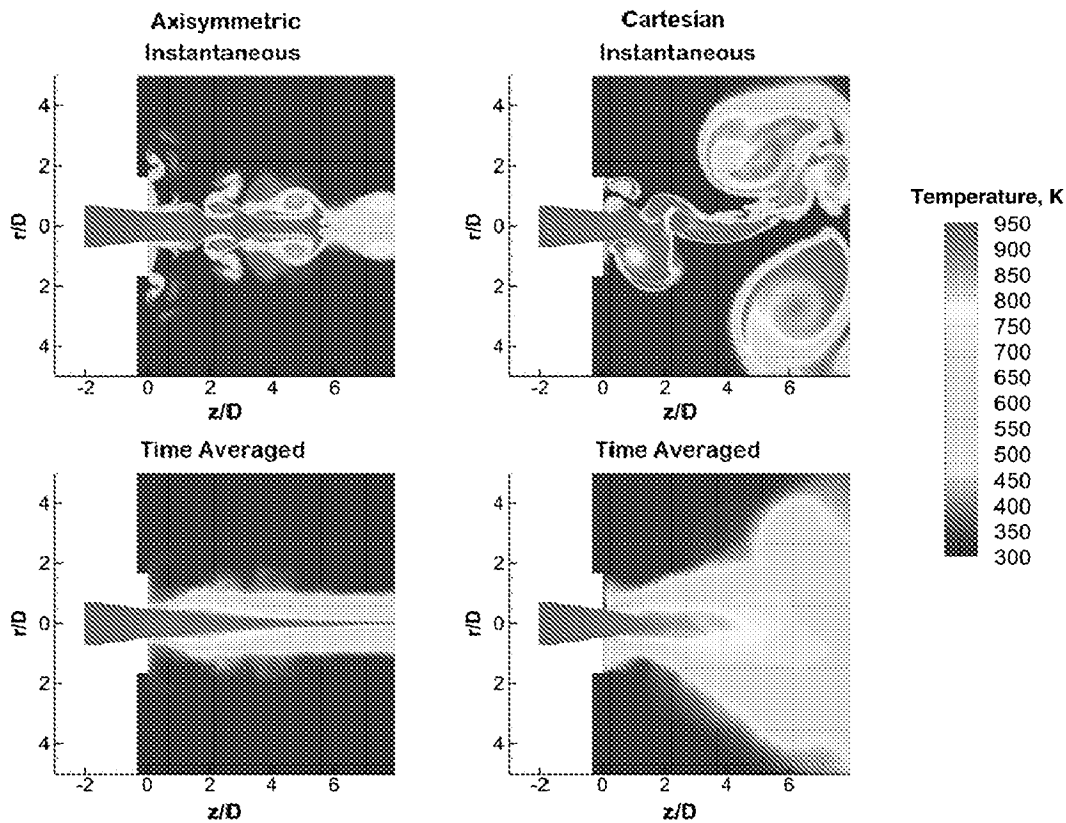 Axisymmetric
Instantaneous
4
2
0
2
4
r/D
-2 0 2 4 6
z/D
Cartesian
Instantaneous
4
2
0
2
4
r/D
-2 0 2 4 6
z/D
Time Averaged
4
2
0
2
4
r/D
-2 0 2 4 6
z/D
Time Averaged
4
2
0
2
4
r/D
-2 0 2 4 6
z/D
Temperature, K
950
900
850
800
750
700
650
600
550
500
450
400
350
300